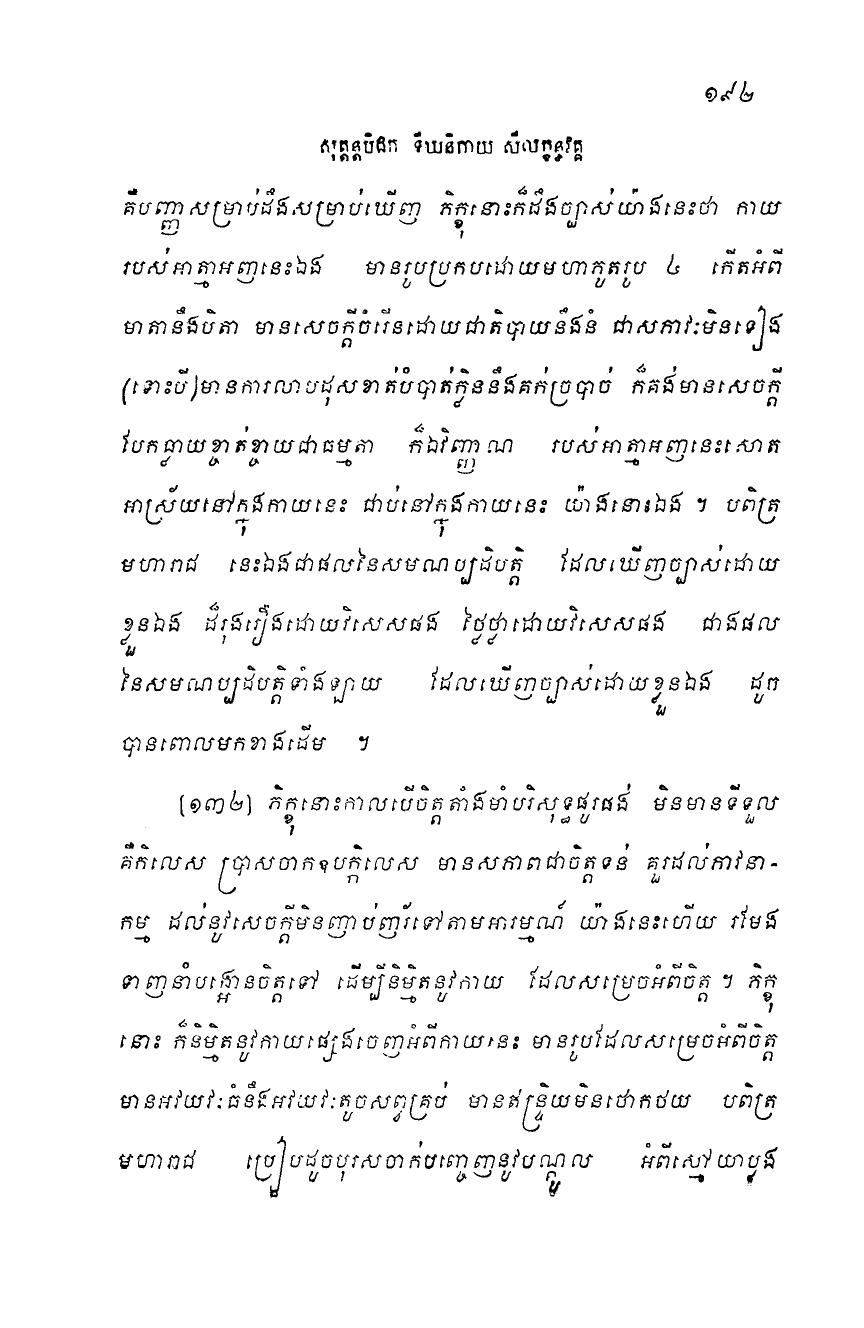 ១៩២
សុត្តន្តបិដក ទីឃនិកាយ សីលក្ខន្ធវគ្គ
គឺបញ្ញាសម្រាប់ដឹងសម្រាប់ឃើញ ភិក្ខុនោះក៏ដឹងច្បាស់យ៉ាងនេះថា កាយ
របស់អាត្មាអញនេះឯង មានរូបប្រកបដោយមហាភូតរូប ៤ កើតអំពី
មាតានឹងបិតា មានសេចក្តីចំរើនដោយជាតិបាយនឹងនំ ជាសភាវៈមិនទៀង
(ទោះបី)មានការលាបដុសខាត់បំបាត់ក្លិននឹងគក់ច្របាច់ ក៏គង់មានសេចក្តី
បែកធ្លាយខ្ចាត់ខ្ចាយជាធម្មតា ក៏ឯវិញ្ញាណ របស់អាត្មាអញនេះសោត
អាស្រ័យនៅក្នុងកាយនេះ ជាប់នៅក្នុងកាយនេះ យ៉ាងនោះឯង ។ បពិត្រ
មហារាជ នេះឯងជាផលនៃសមណប្បដិបត្តិ ដែលឃើញច្បាស់ដោយ
ខ្លួនឯង ដ៏រុងរឿងដោយវិសេសផង ថ្លៃថ្លាដោយវិសេសផង ជាងផល
នៃសមណប្បដិបត្តិទាំងឡាយ ដែលឃើញច្បាស់ដោយខ្លួនឯង ដូច
បានពោលមកខាងដើម ។
(១៣២) ភិក្ខុនោះកាលបើចិត្តតាំងមាំបរិសុទ្ធផូរផង់ មិនមានទីទួល
គឺកិលេស ប្រាសចាកឧបក្កិលេស មានសភាពជាចិត្តទន់ គួរដល់ភាវនា-
កម្ម ដល់នូវសេចក្តីមិនញាប់ញ័រទៅតាមអារម្មណ៍ យ៉ាងនេះហើយ រមែង
ទាញនាំបង្អោនចិត្តទៅ ដើម្បីនិម្មិតនូវកាយ ដែលសម្រេចអំពីចិត្ត ។ ភិក្ខុ
នោះ ក៏និម្មិតនូវកាយផ្សេងចេញអំពីកាយនេះ មានរូបដែលសម្រេចអំពីចិត្ត
មានអវយវៈធំនឹងអវយវៈតូចសព្វគ្រប់ មានឥន្ទ្រិយមិនថោកថយ បពិត្រ
មហារាជ ប្រៀបដូចបុរសចាក់បញ្ចេញនូវបណ្តូល អំពីស្មៅយាប្លង